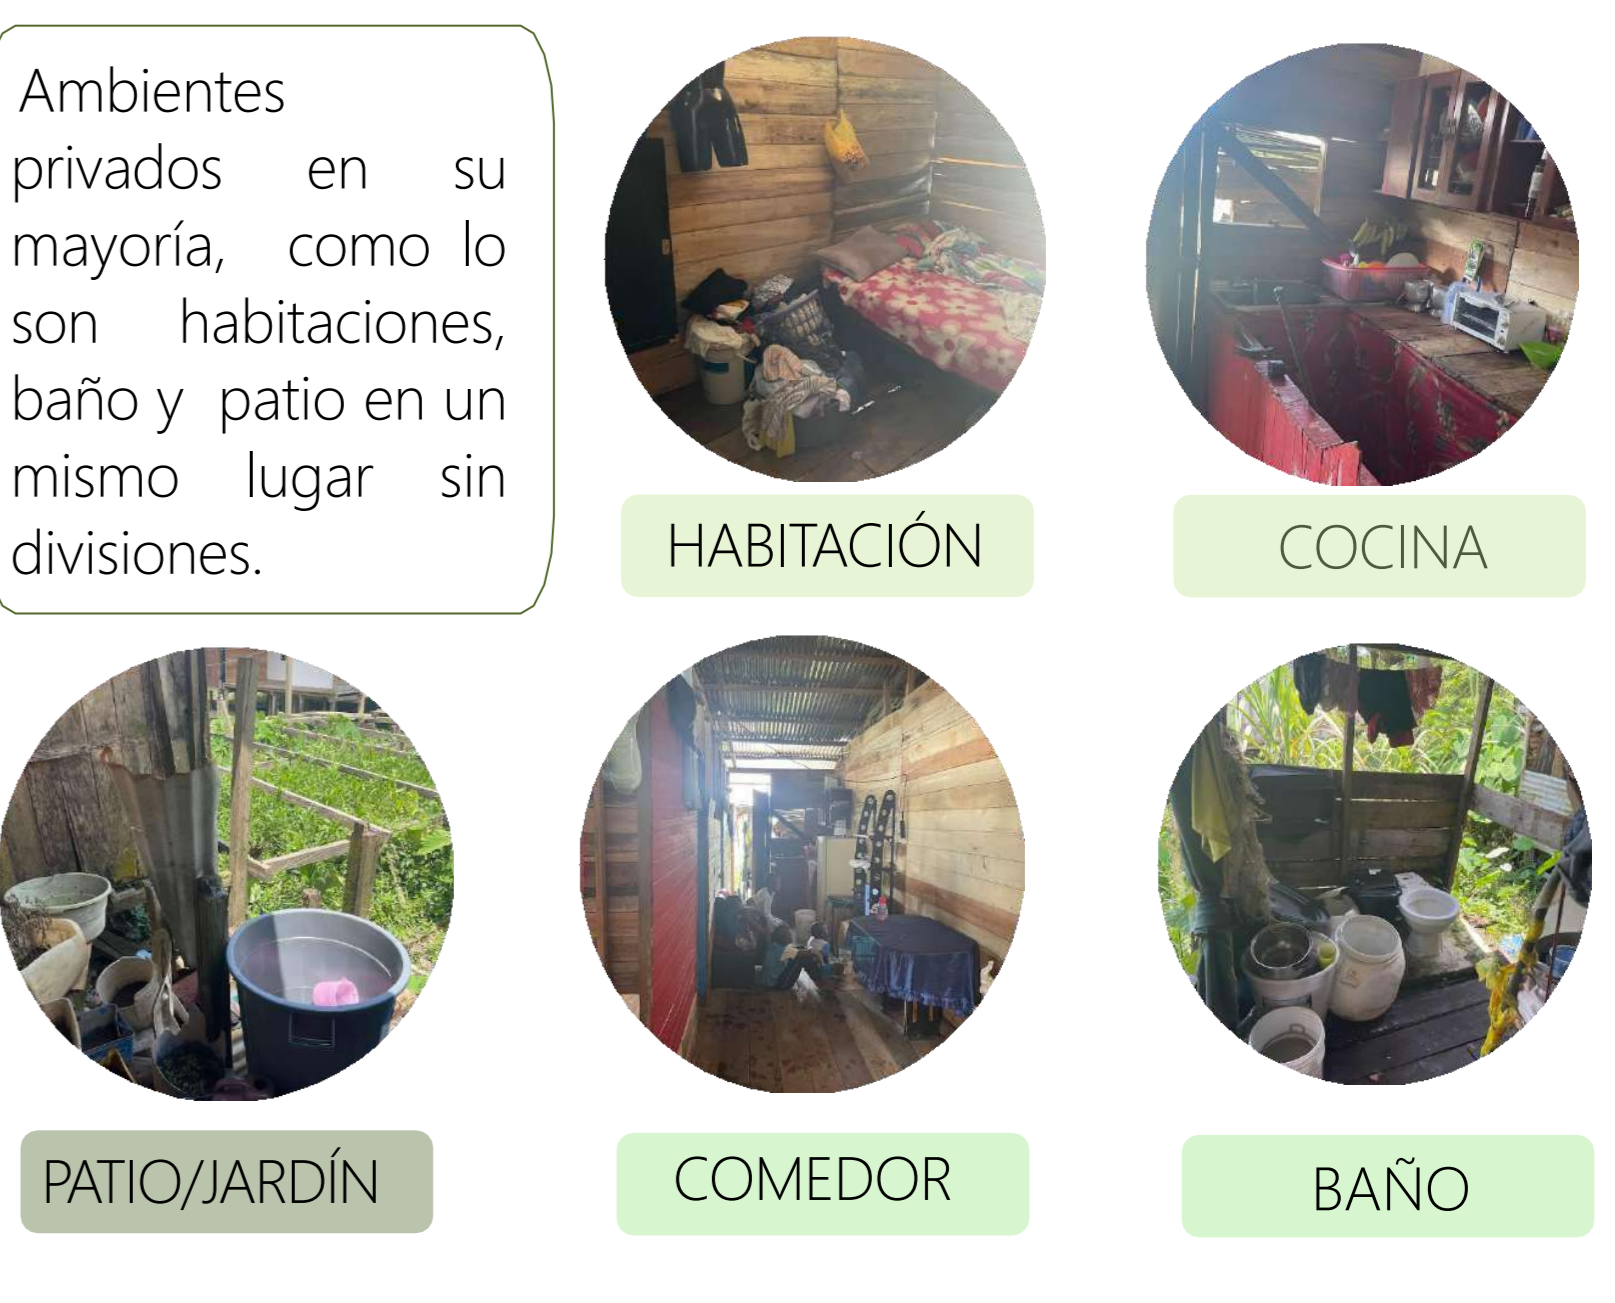 Ambientes
privados en su
mayoría, como lo
son habitaciones,
baño y patio en un
mismo lugar sin
divisiones.
HABITACIÓN
COCINA
PATIO/JARDÍN
COMEDOR
BAÑO